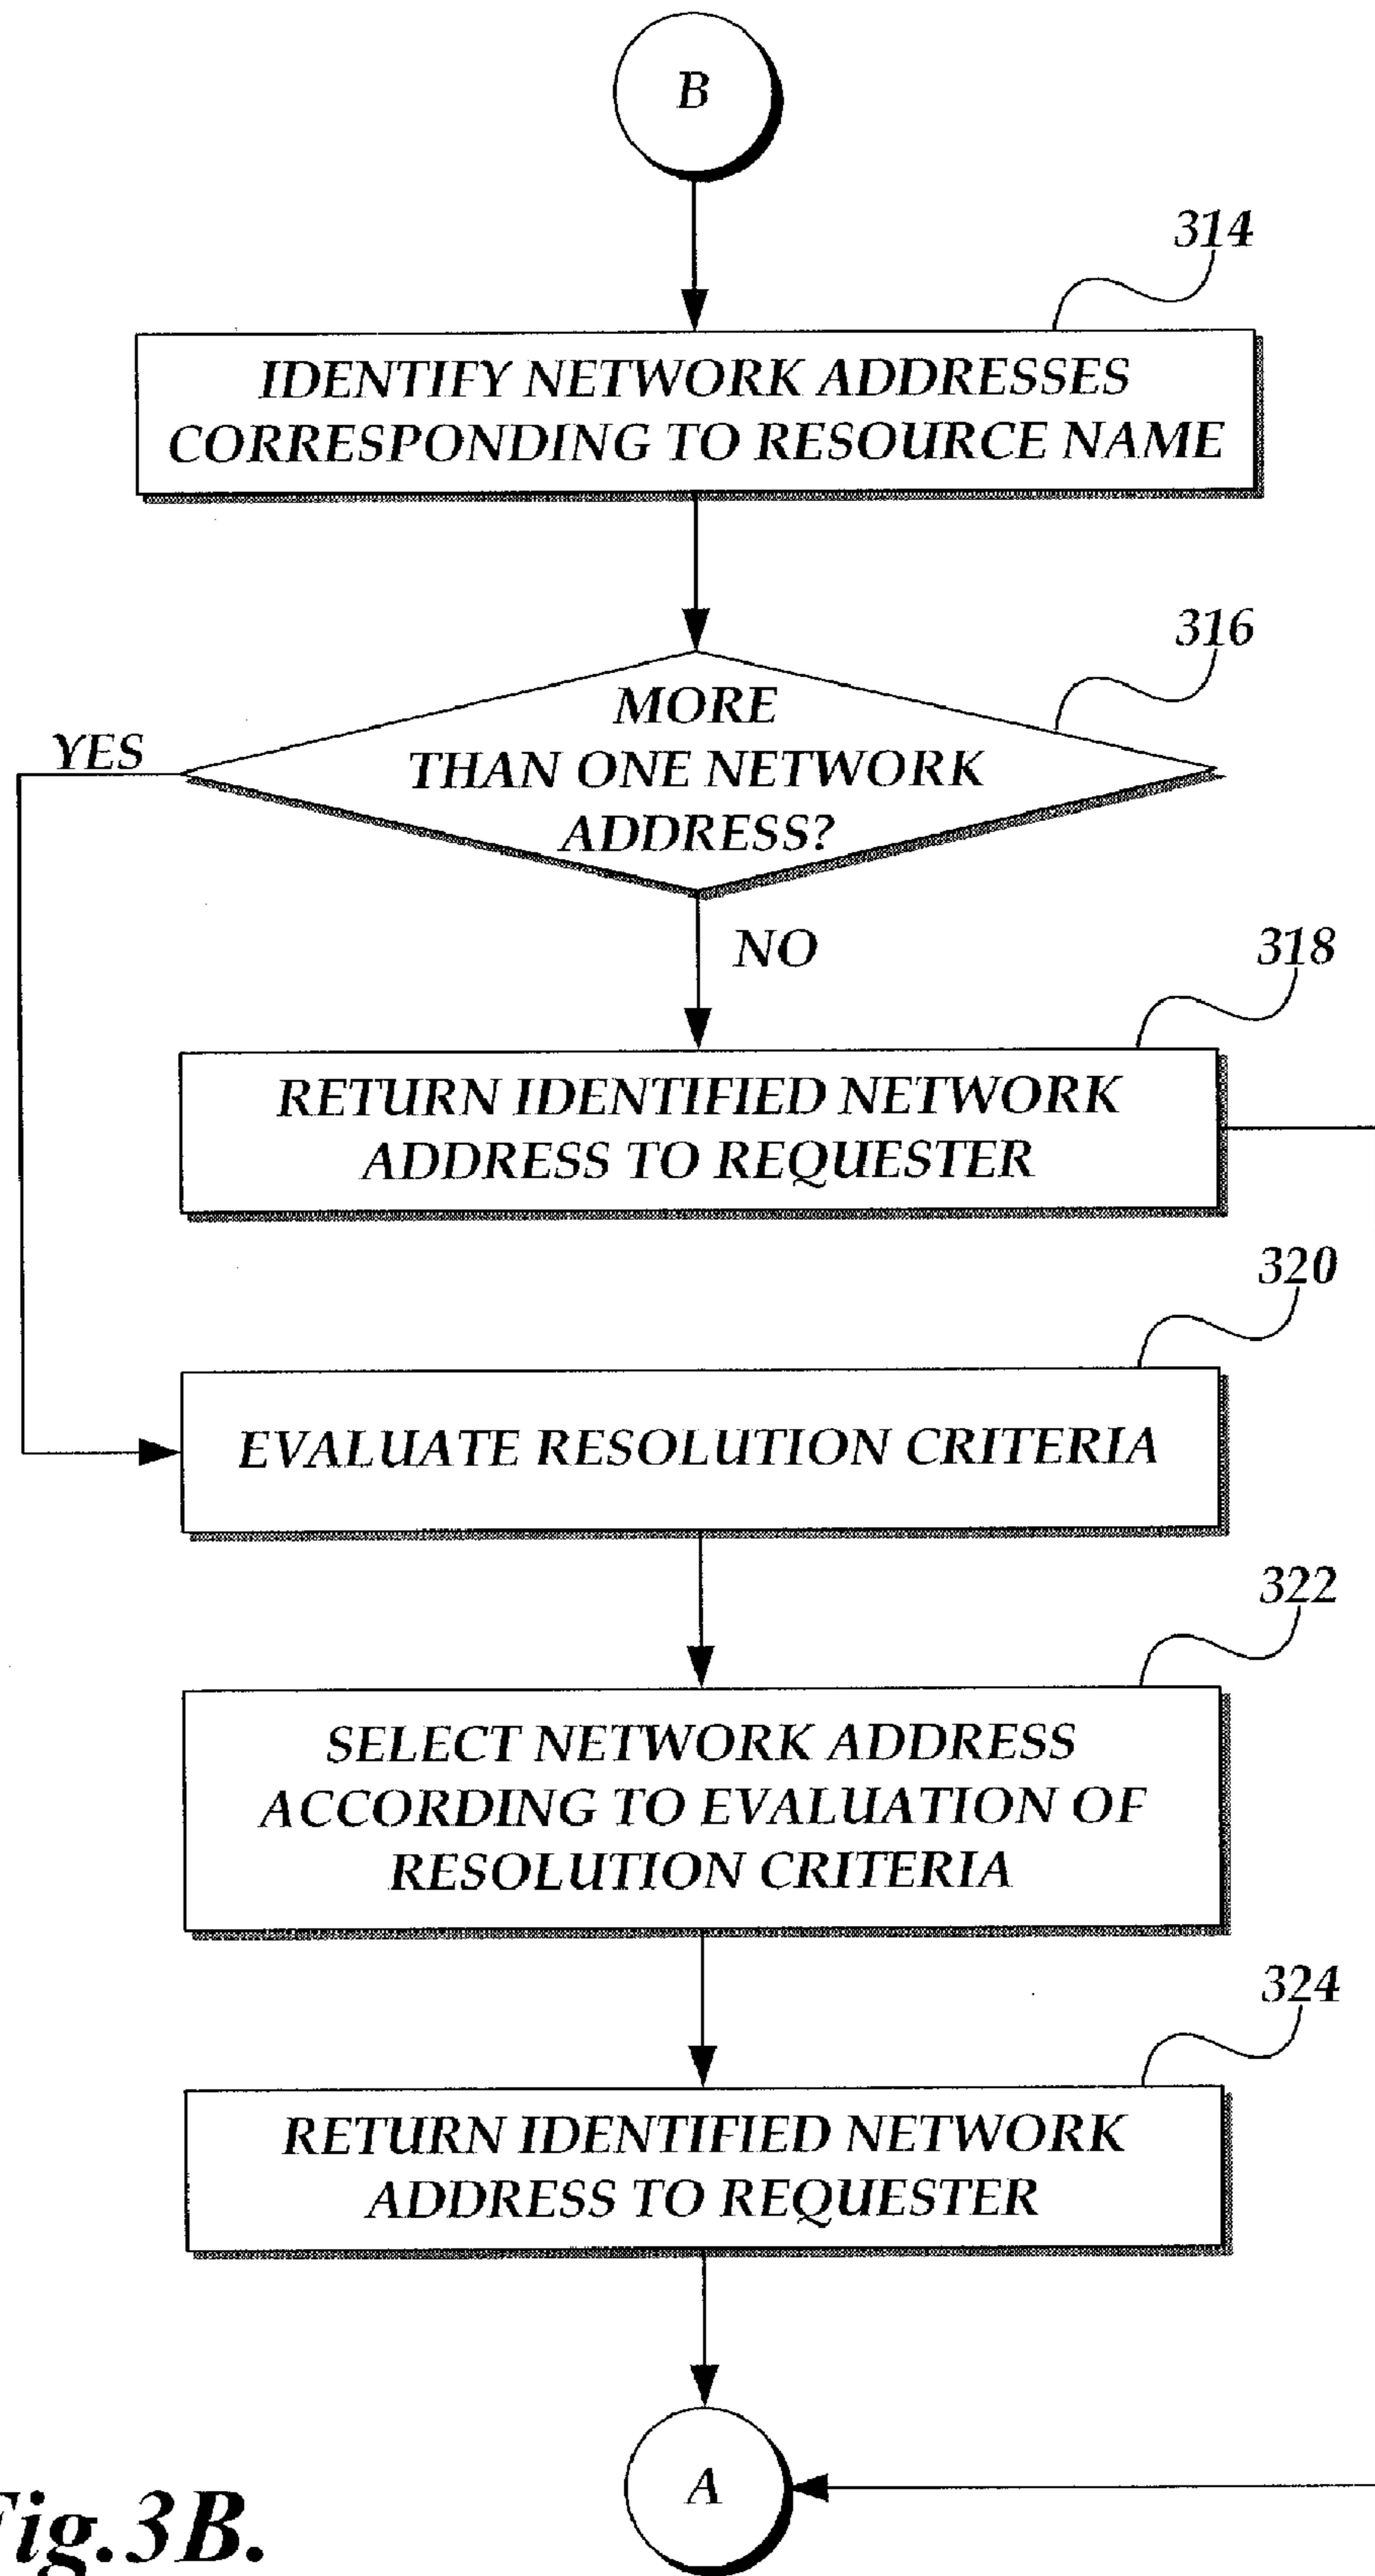 B
314
IDENTIFY NETWORK ADDRESSES
CORRESPONDING TO RESOURCE NAME
316
MORE
THAN ONE NETWORK
ADDRESS?
YES
NO
318
RETURN IDENTIFIED NETWORK
ADDRESS TO REQUESTER
320
EVALUATE RESOLUTION CRITERIA
322
SELECT NETWORK ADDRESS
ACCORDING TO EVALUATION OF
RESOLUTION CRITERIA
324
RETURN IDENTIFIED NETWORK
ADDRESS TO REQUESTER
A
Fig.3B.